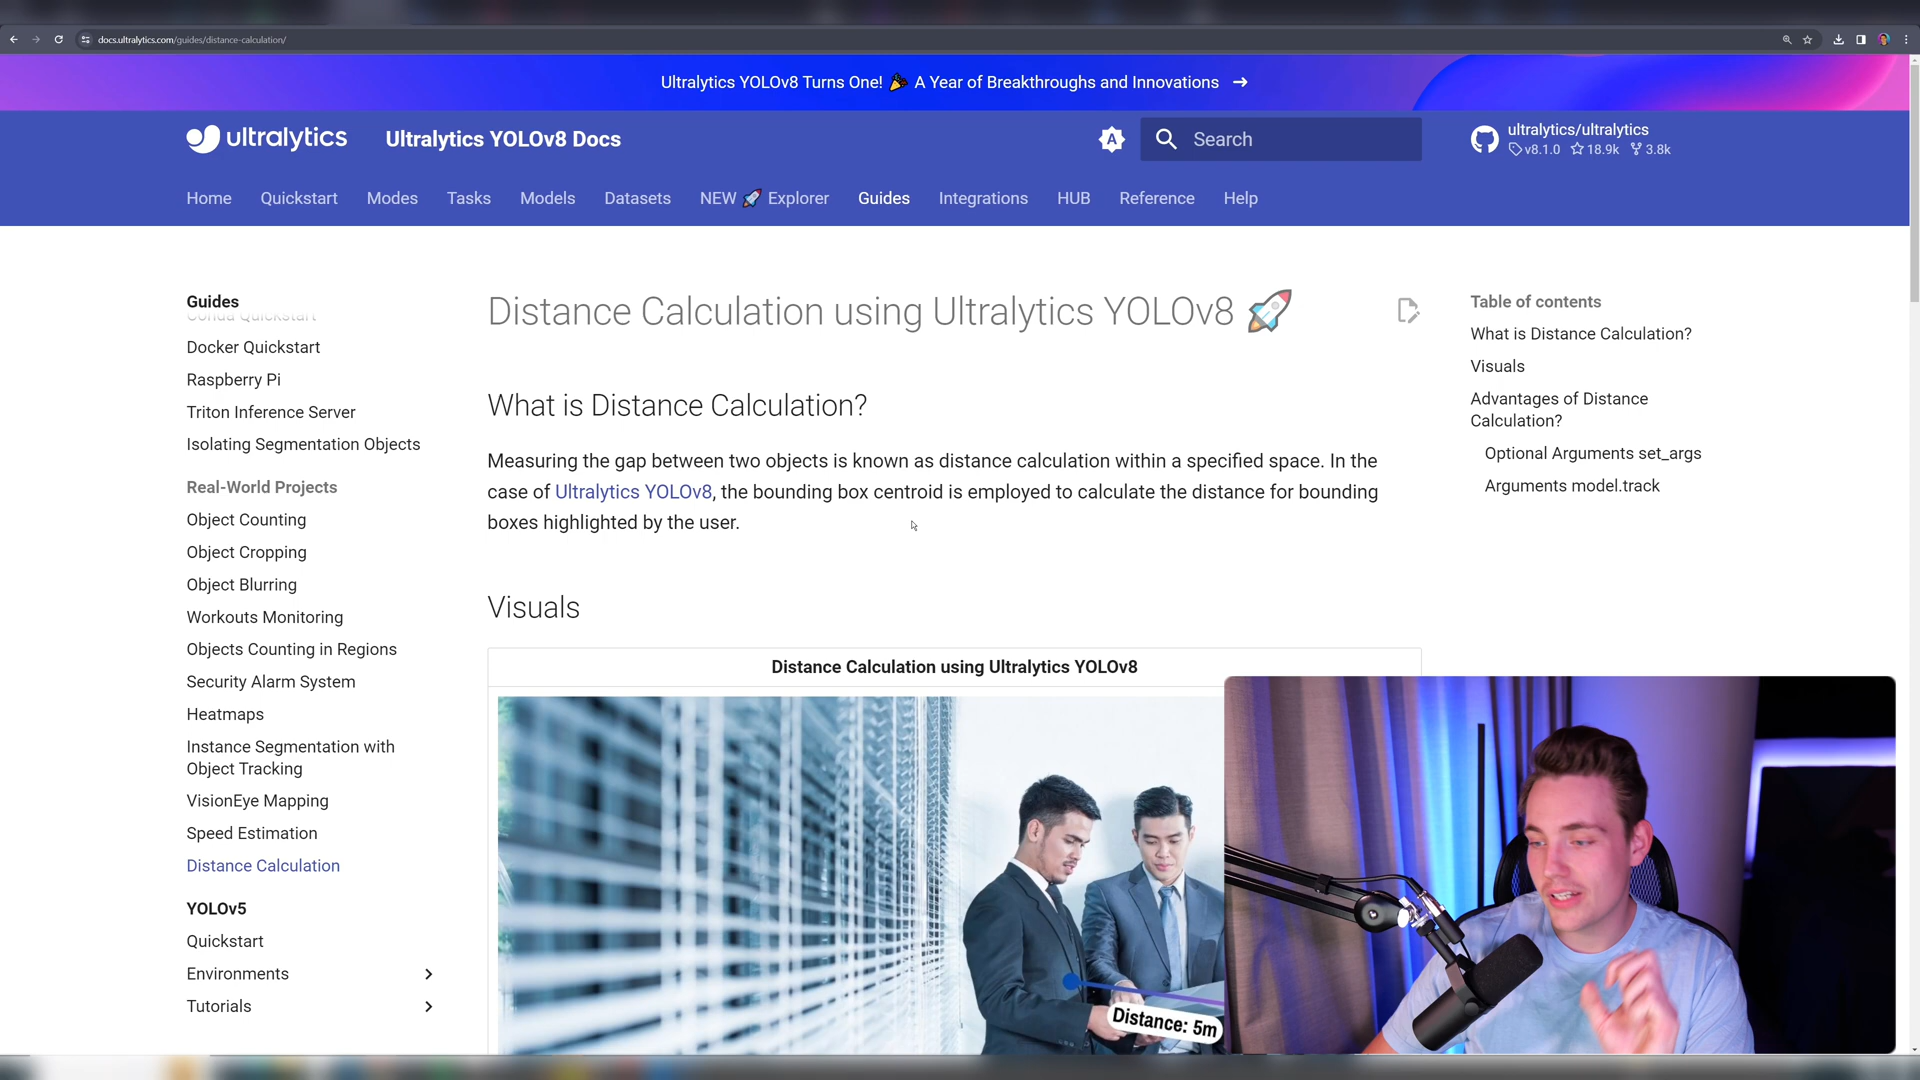 docs.ultralytics.com/guides/distance-calculation/
Ultralytics YOLOv8 Turns One! 🎉 A Year of Breakthroughs and Innovations →
ultralytics
Ultralytics YOLOv8 Docs
A
Search
ultralytics/ultralytics
v8.1.0 18.9k 3.8k
Home Quickstart Modes Tasks Models Datasets NEW 🚀 Explorer Guides Integrations HUB Reference Help
Guides
Conda Quickstart
Docker Quickstart
Raspberry Pi
Triton Inference Server
Isolating Segmentation Objects
Real-World Projects
Object Counting
Object Cropping
Object Blurring
Workouts Monitoring
Objects Counting in Regions
Security Alarm System
Heatmaps
Instance Segmentation with
Object Tracking
VisionEye Mapping
Speed Estimation
Distance Calculation
YOLOv5
Quickstart
Environments
Tutorials
Distance Calculation using Ultralytics YOLOv8 🚀
What is Distance Calculation?
Measuring the gap between two objects is known as distance calculation within a specified space. In the
case of Ultralytics YOLOv8, the bounding box centroid is employed to calculate the distance for bounding
boxes highlighted by the user.
Visuals
Distance Calculation using Ultralytics YOLOv8
Distance: 5m
Table of contents
What is Distance Calculation?
Visuals
Advantages of Distance
Calculation?
Optional Arguments set_args
Arguments model.track